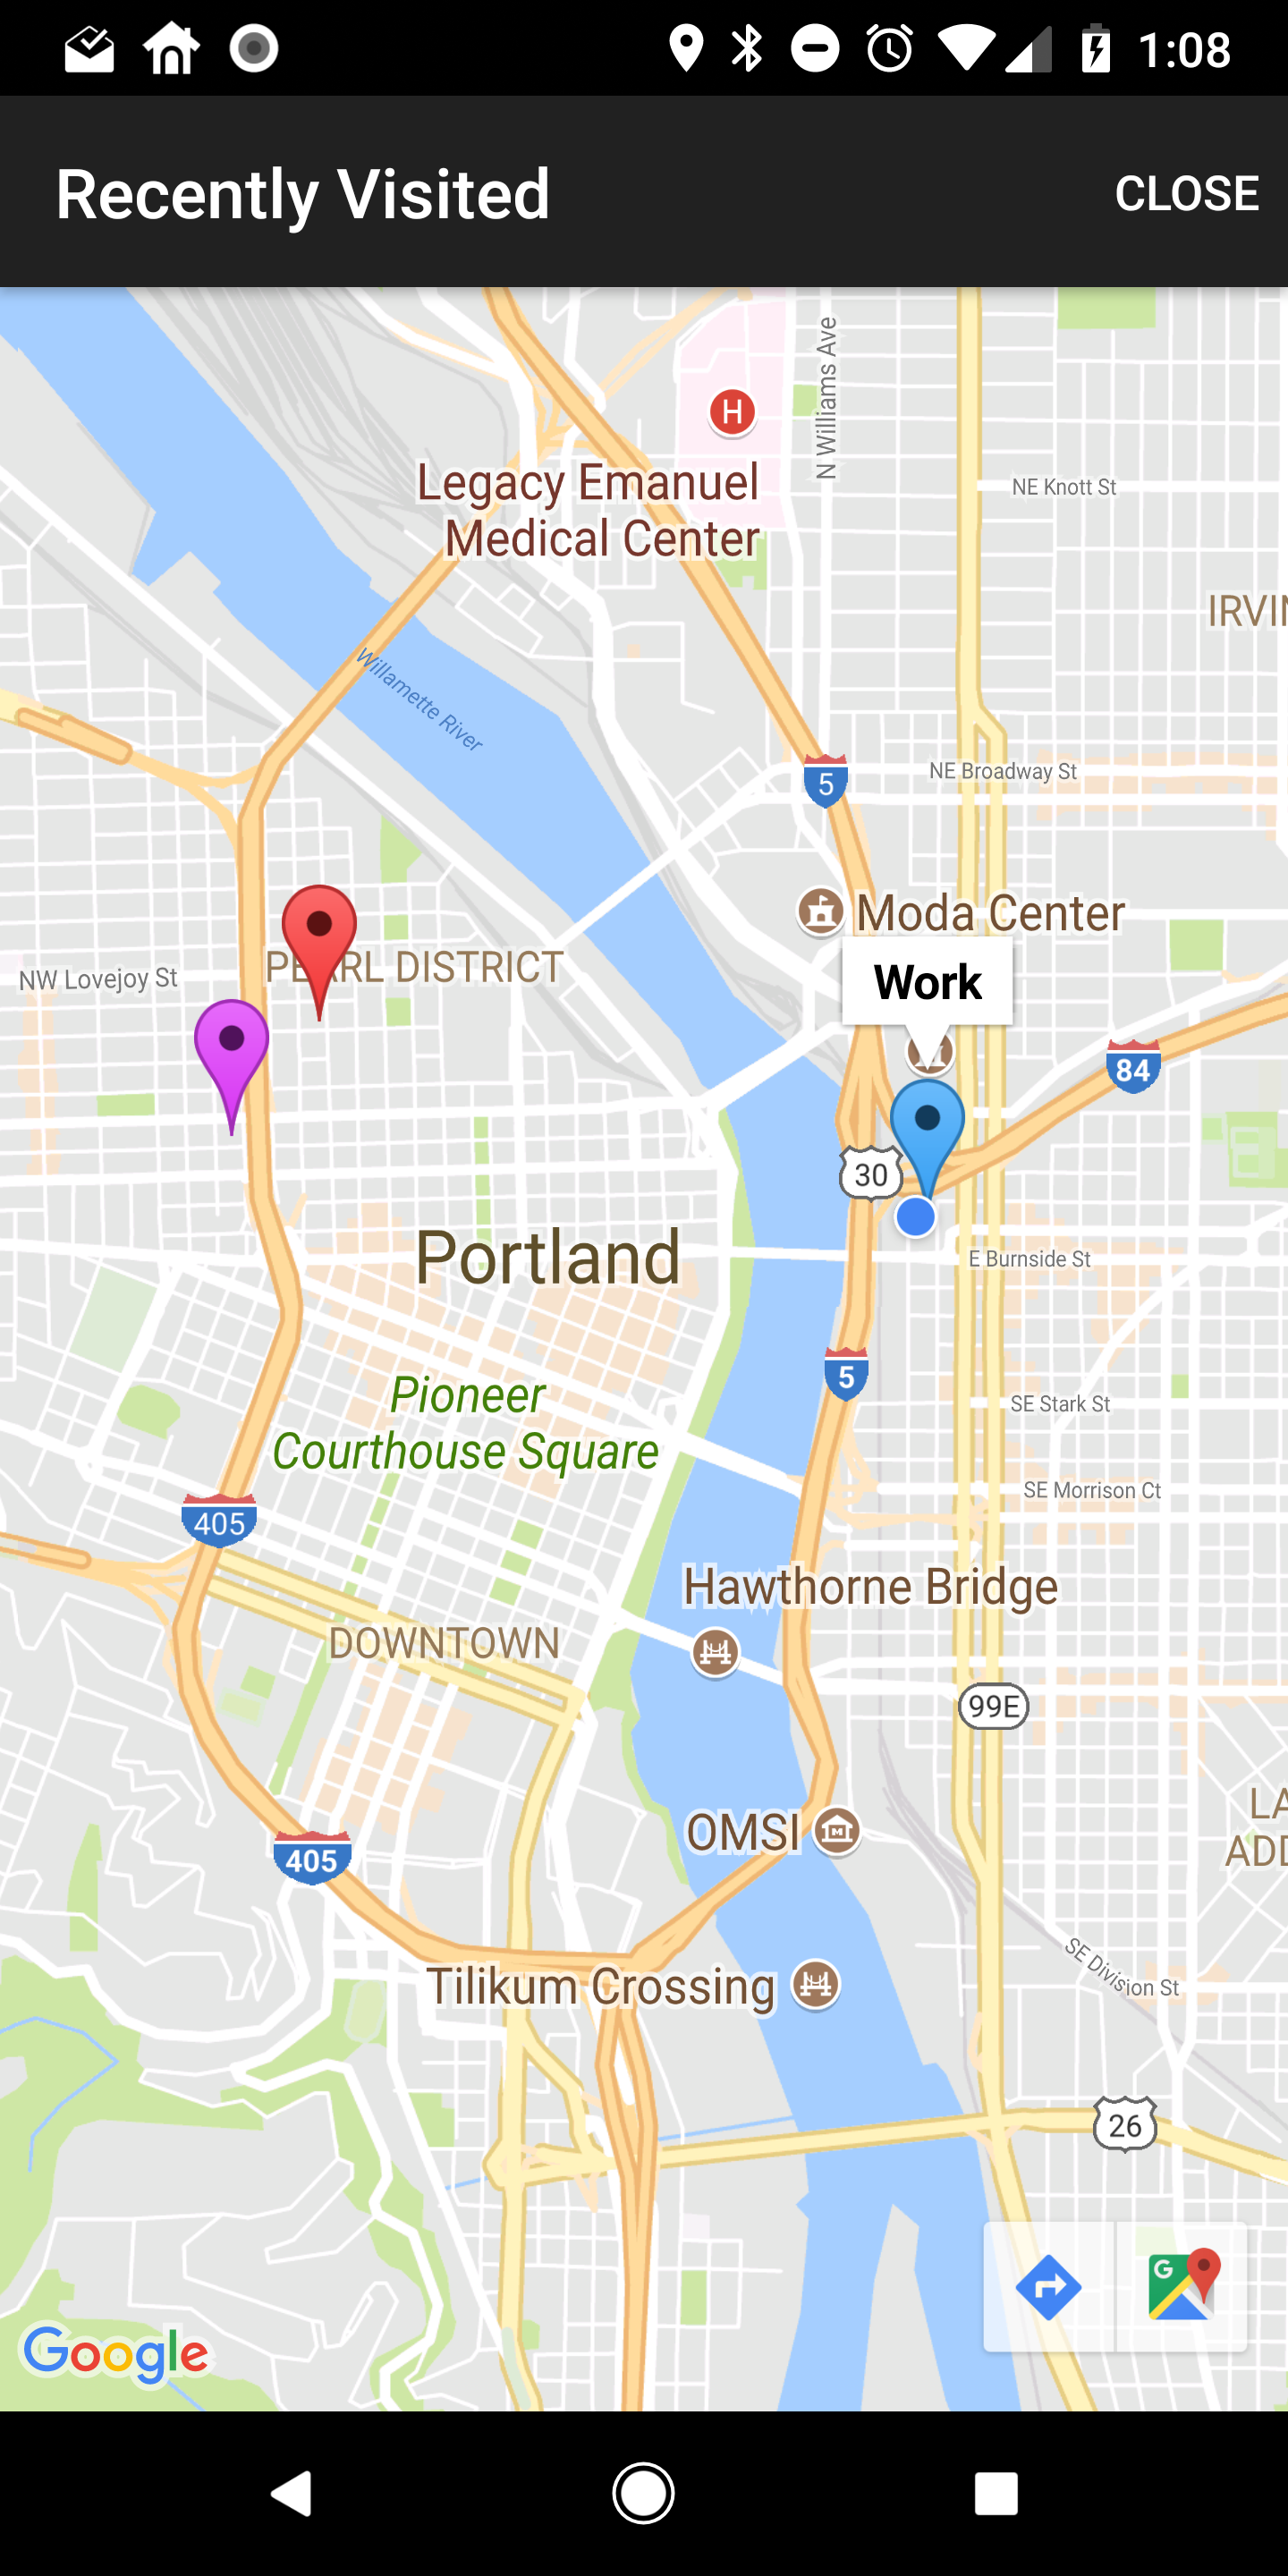 1:08
Recently Visited
CLOSE
N Williams Ave
H
Legacy Emanuel
Medical Center
NE Knott St
IRVIN
Willamette River
NE Broadway St
5
Moda Center
PEARL DISTRICT
NW Lovejoy St
Work
84
30
Portland
E Burnside St
5
Pioneer
Courthouse Square
SE Stark St
SE Morrison Ct
405
Hawthorne Bridge
DOWNTOWN
99E
OMSI
LA
ADD
405
SE Division St
Tilikum Crossing
26
G
Google